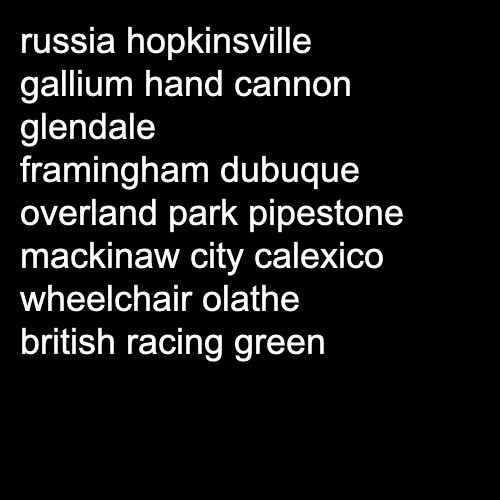 russia hopkinsville
gallium hand cannon
glendale
framingham dubuque
overland park pipestone
mackinaw city calexico
wheelchair olathe
british racing green